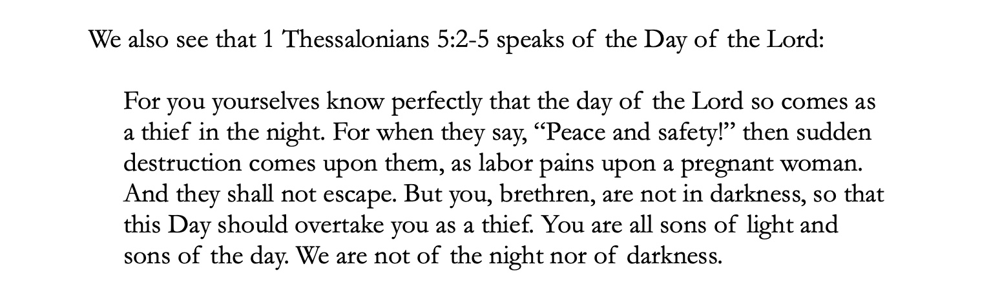 We also see that 1 Thessalonians 5:2-5 speaks of the Day of the Lord:
For you yourselves know perfectly that the day of the Lord so comes as
a thief in the night. For when they say, “Peace and safety!” then sudden
destruction comes upon them, as labor pains upon a pregnant woman.
And they shall not escape. But you, brethren, are not in darkness, so that
this Day should overtake you as a thief. You are all sons of light and
sons of the day. We are not of the night nor of darkness.